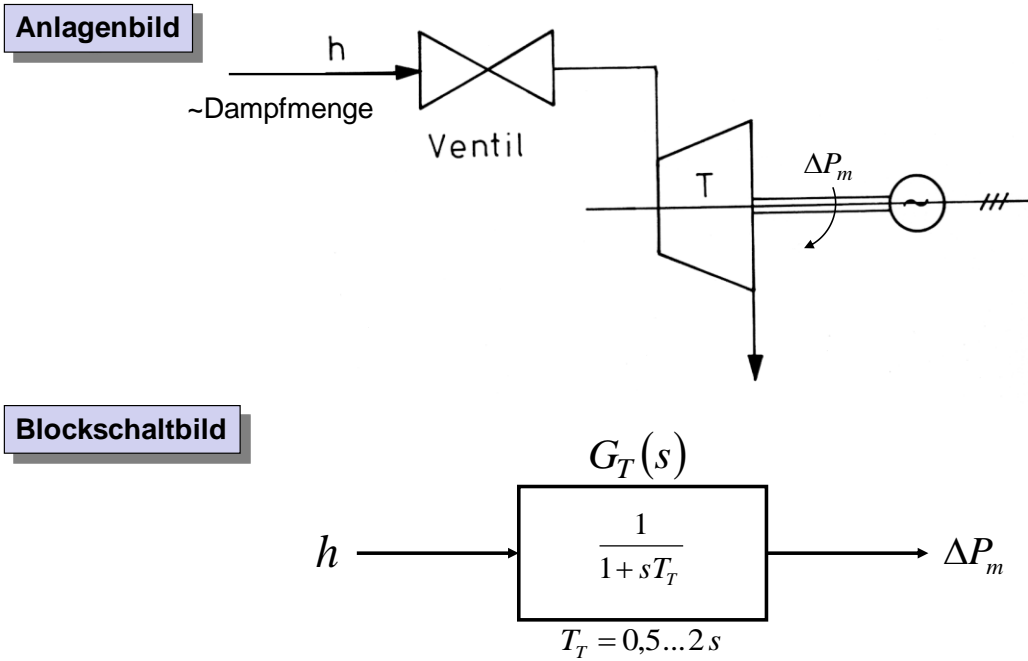 Anlagenbild
h
~Dampfmenge
Ventil
T
ΔP_m
~
Blockschaltbild
G_T(s)
h
1
1 + sT_T
ΔP_m
T_T = 0,5...2 s